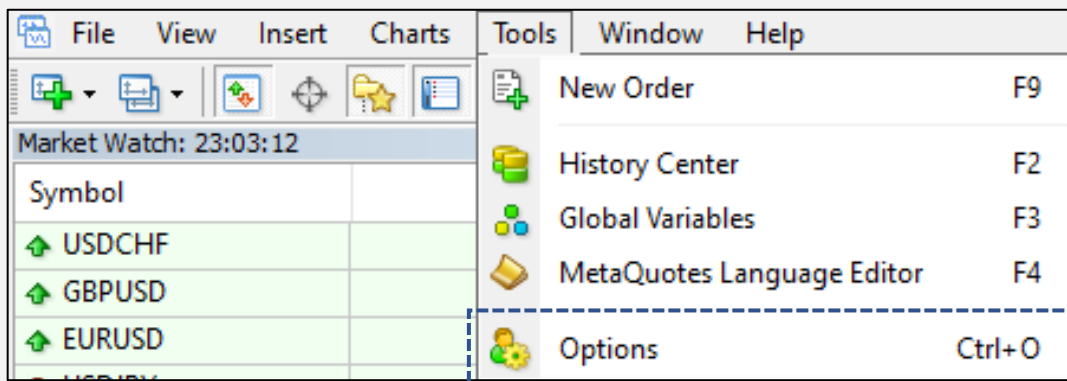 File View Insert Charts Tools Window Help
New Order F9
Market Watch: 23:03:12
History Center F2
Symbol
Global Variables F3
USDCHF
MetaQuotes Language Editor F4
GBPUSD
EURUSD
Options Ctrl+O